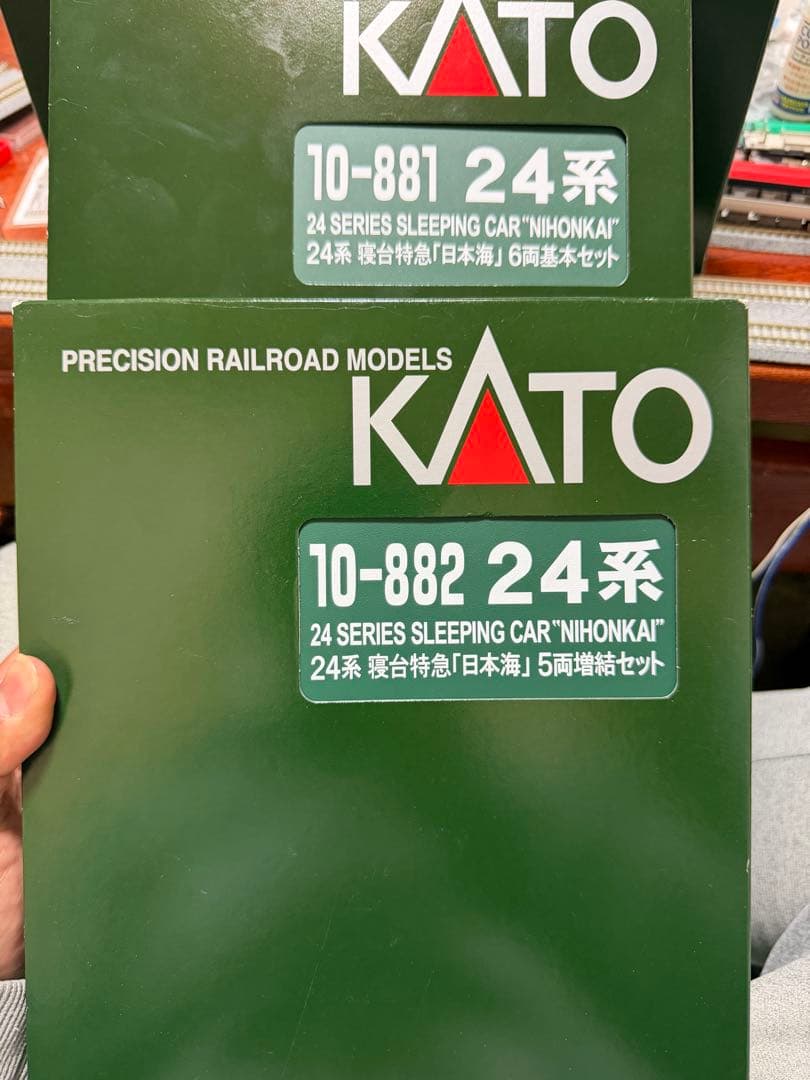 KATO
10-881 24系
24 SERIES SLEEPING CAR "NIHONKAI"
24系 寝台特急「日本海」 6両基本セット
PRECISION RAILROAD MODELS
KATO
10-882 24系
24 SERIES SLEEPING CAR "NIHONKAI"
24系 寝台特急「日本海」 5両増結セット